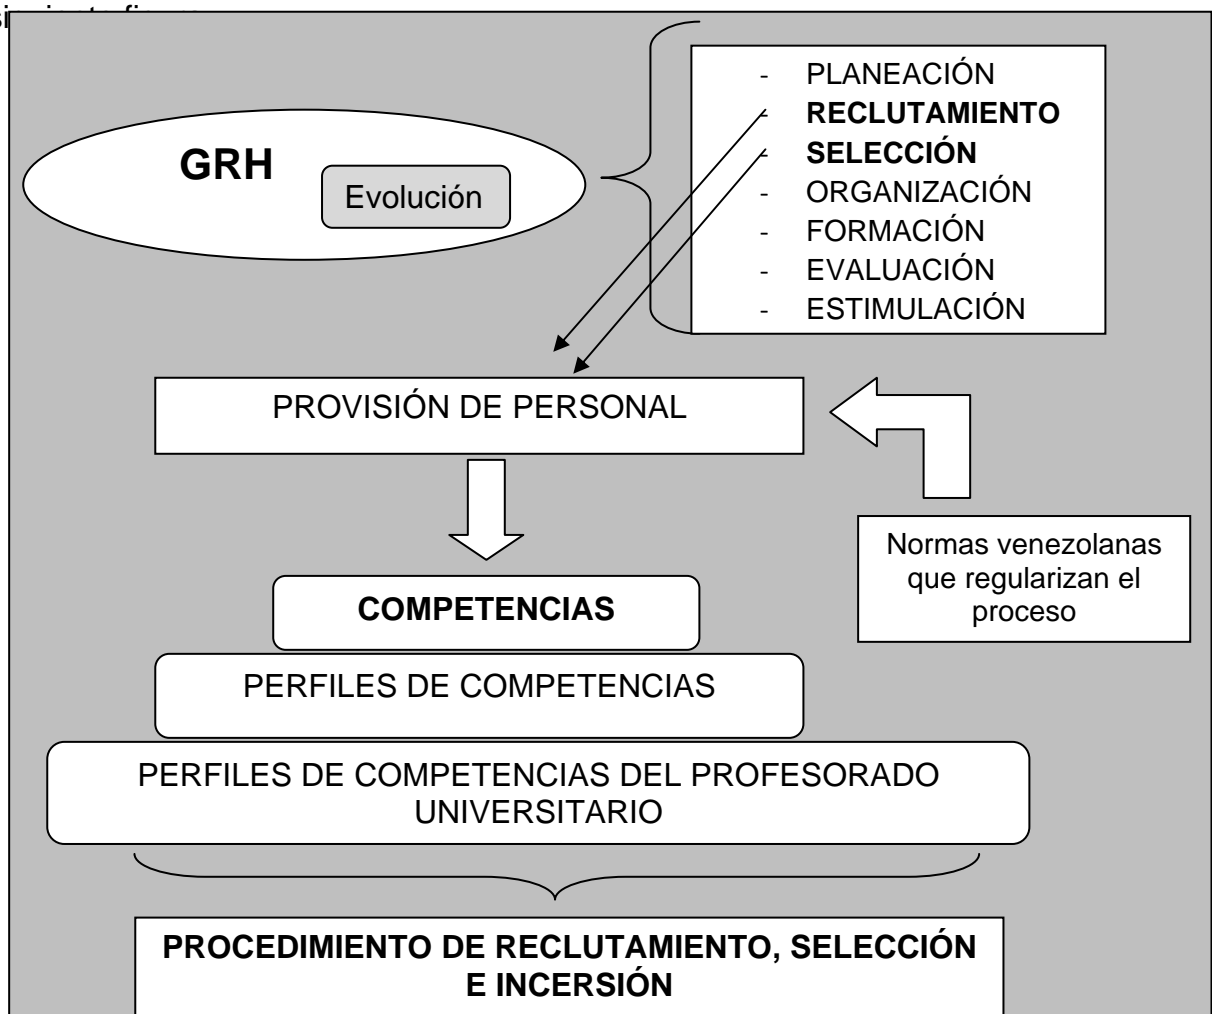 GRH
Evolución
- PLANEACIÓN
- RECLUTAMIENTO
- SELECCIÓN
- ORGANIZACIÓN
- FORMACIÓN
- EVALUACIÓN
- ESTIMULACIÓN
PROVISIÓN DE PERSONAL
Normas venezolanas
que regularizan el
proceso
COMPETENCIAS
PERFILES DE COMPETENCIAS
PERFILES DE COMPETENCIAS DEL PROFESORADO
UNIVERSITARIO
PROCEDIMIENTO DE RECLUTAMIENTO, SELECCIÓN
E INCERSIÓN